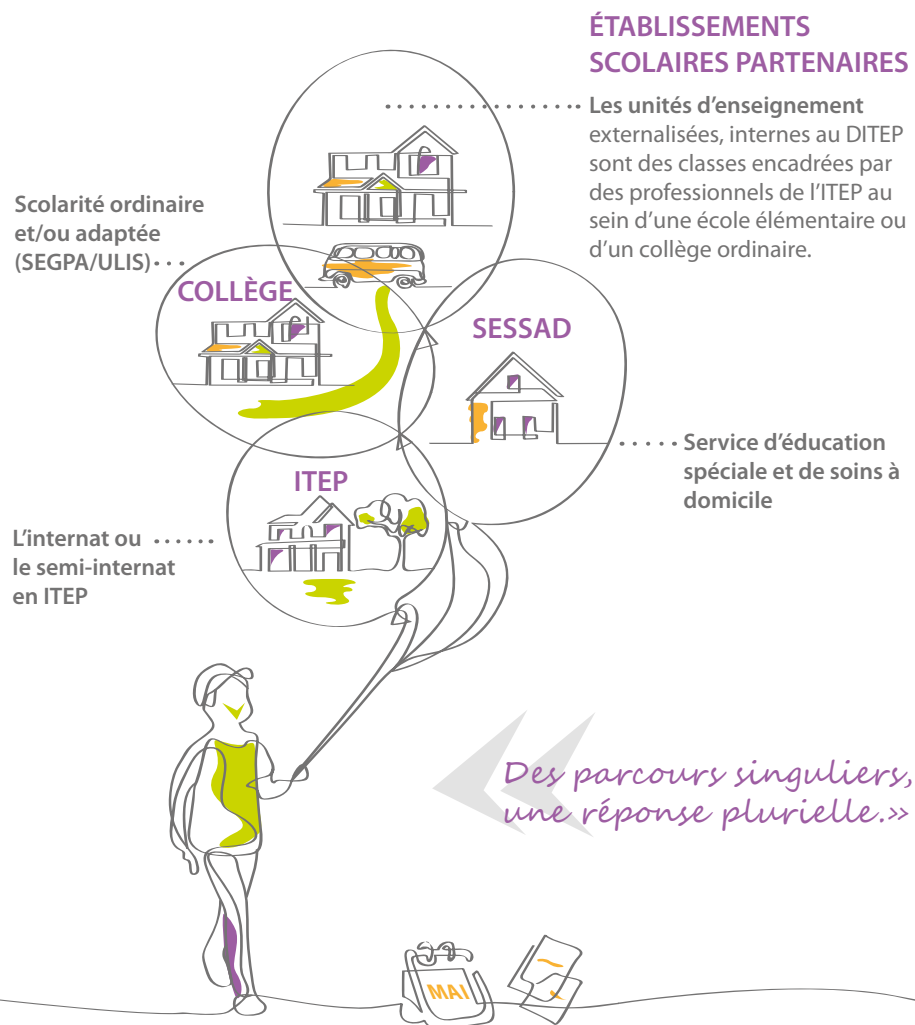 ÉTABLISSEMENTS
SCOLAIRES PARTENAIRES
Les unités d’enseignement
externalisées, internes au DITEP
sont des classes encadrées par
des professionnels de l’ITEP au
sein d’une école élémentaire ou
d’un collège ordinaire.
Scolarité ordinaire
et/ou adaptée
(SEGPA/ULIS)
COLLÈGE
SESSAD
Service d’éducation
spéciale et de soins à
domicile
ITEP
L’internat ou
le semi-internat
en ITEP
Des parcours singuliers,
une réponse plurielle.»
MAI